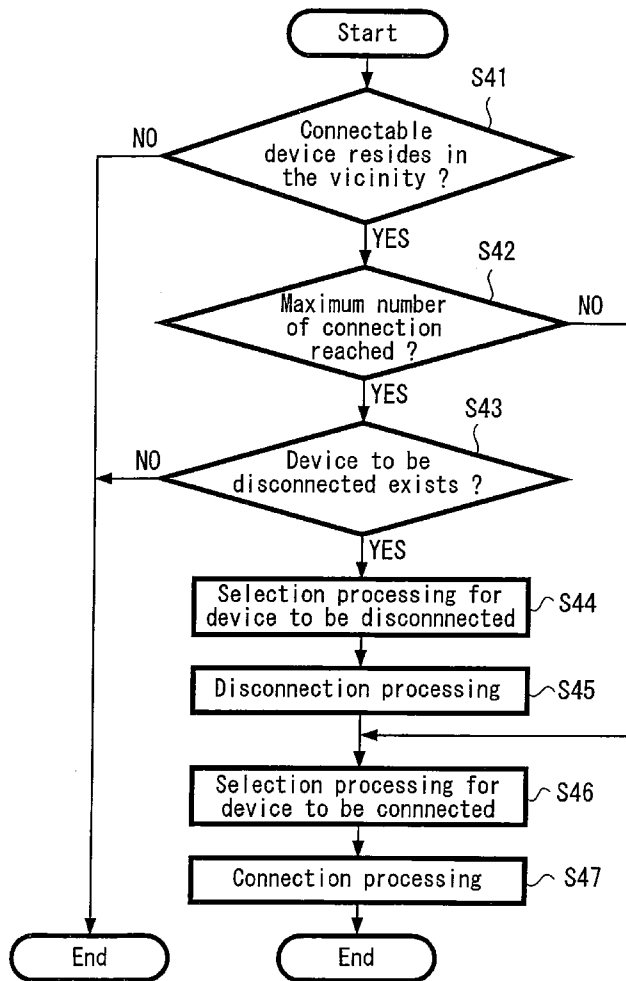 Start
S41
Connectable
device resides in
the vicinity ?
NO
YES
S42
Maximum number
of connection
reached ?
NO
YES
S43
Device to be
disconnected exists ?
NO
YES
Selection processing for
device to be disconnnected
S44
Disconnection processing
S45
Selection processing for
device to be connnected
S46
Connection processing
S47
End
End